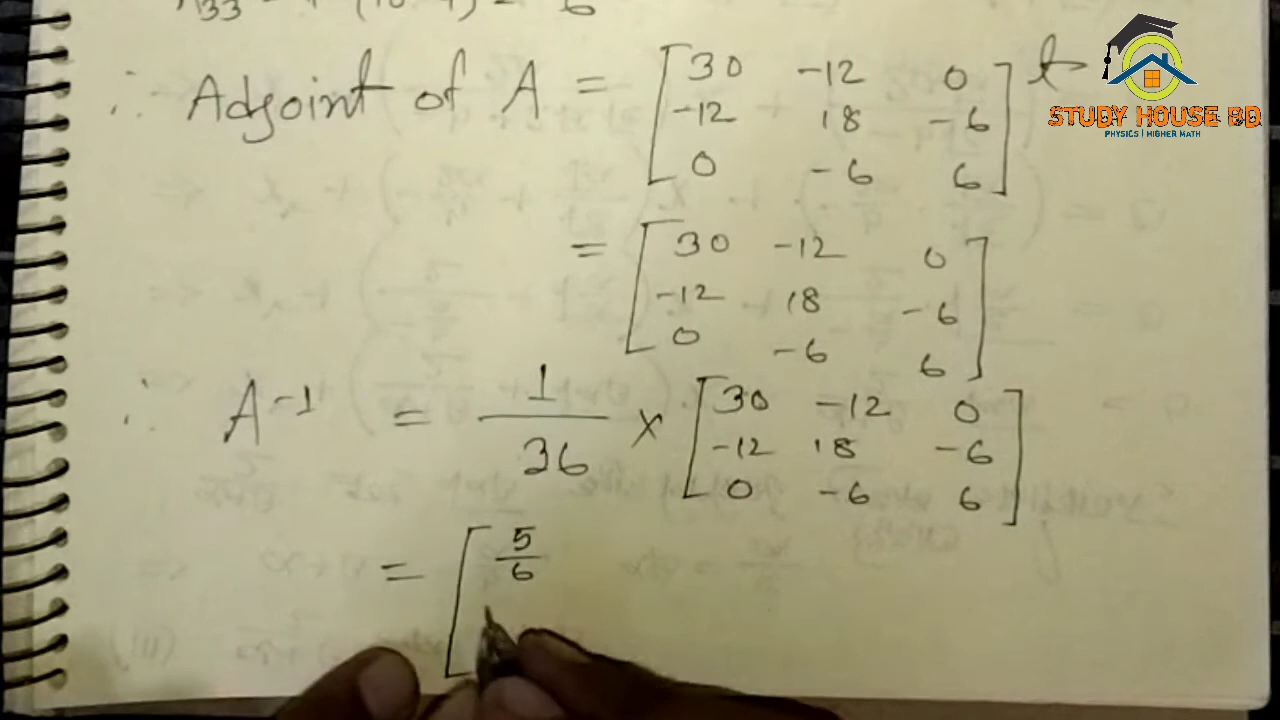 33
∴ Adjoint of A = [30 -12 0
-12 18 -6
0 -6 6] t
= [30 -12 0
-12 18 -6
0 -6 6]
∴ A⁻¹ = 1/36 × [30 -12 0
-12 18 -6
0 -6 6]
= [5/6
STUDY HOUSE BD
PHYSICS | HIGHER MATH